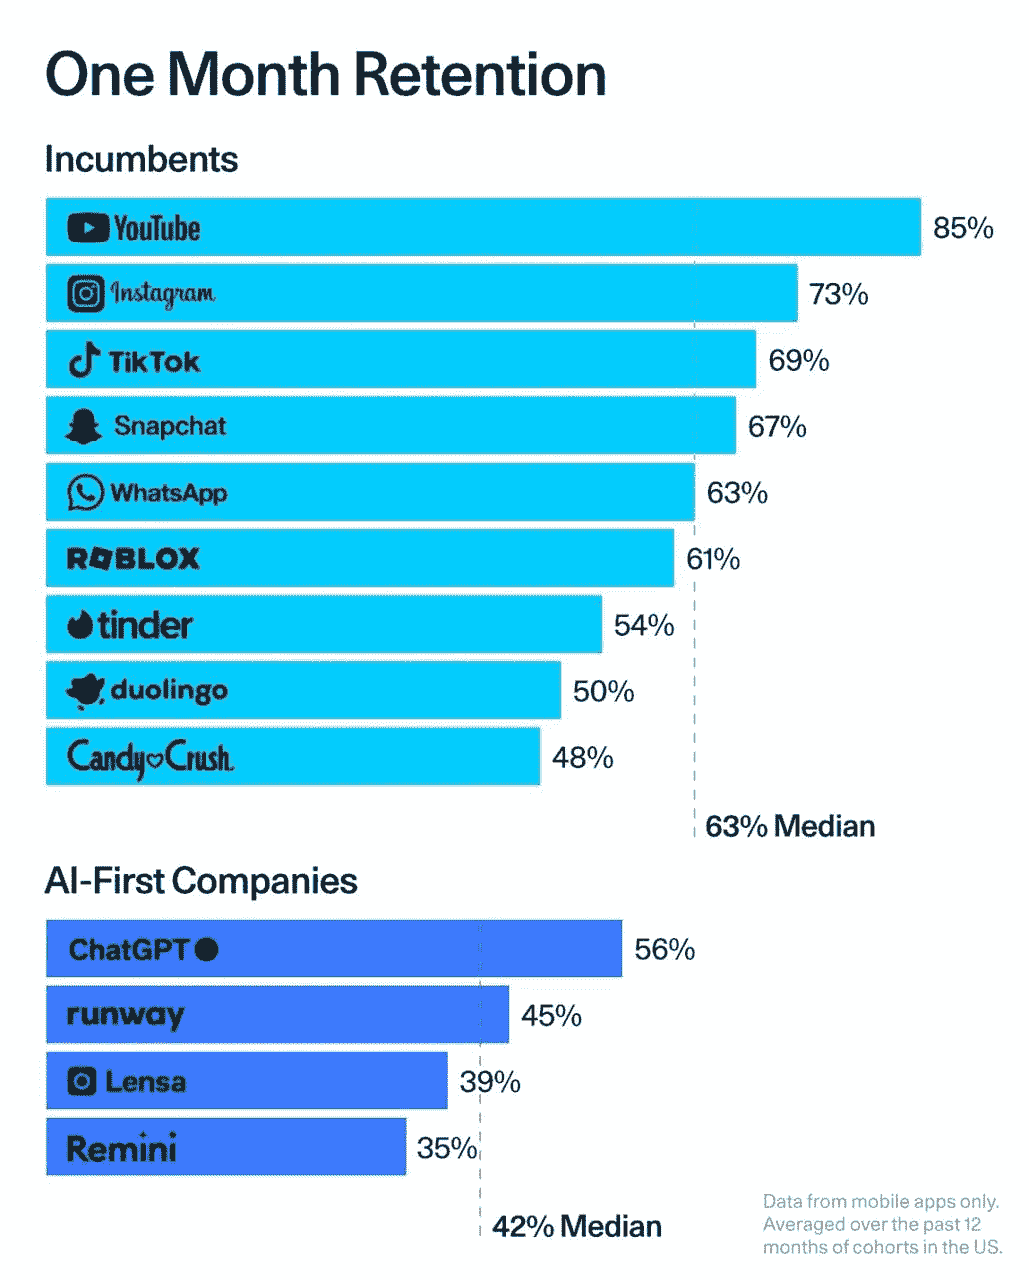 One Month Retention
Incumbents
YouTube 85%
Instagram 73%
TikTok 69%
Snapchat 67%
WhatsApp 63%
ROBLOX 61%
tinder 54%
duolingo 50%
Candy Crush 48%
63% Median
AI-First Companies
ChatGPT 56%
runway 45%
Lensa 39%
Remini 35%
42% Median
Data from mobile apps only.
Averaged over the past 12
months of cohorts in the US.